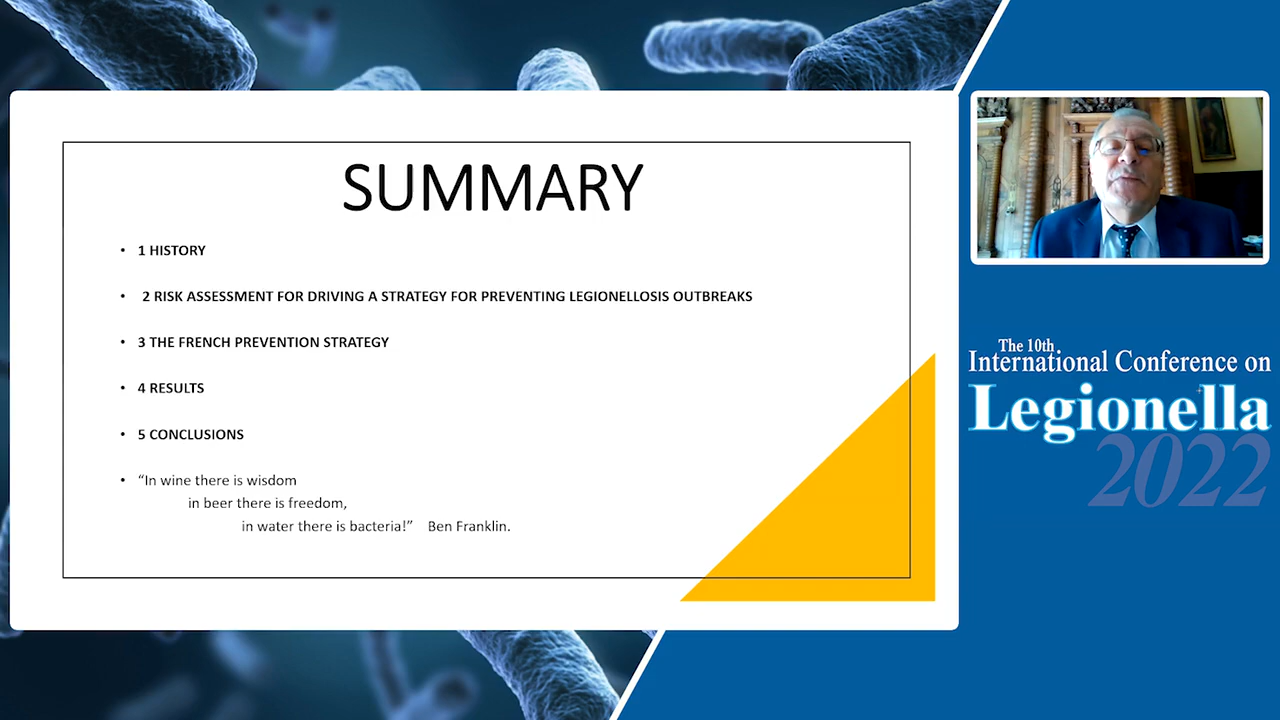 SUMMARY
• 1 HISTORY
• 2 RISK ASSESSMENT FOR DRIVING A STRATEGY FOR PREVENTING LEGIONELLOSIS OUTBREAKS
• 3 THE FRENCH PREVENTION STRATEGY
• 4 RESULTS
• 5 CONCLUSIONS
• “In wine there is wisdom
in beer there is freedom,
in water there is bacteria!” Ben Franklin.
The 10th
International Conference on
Legionella
2022